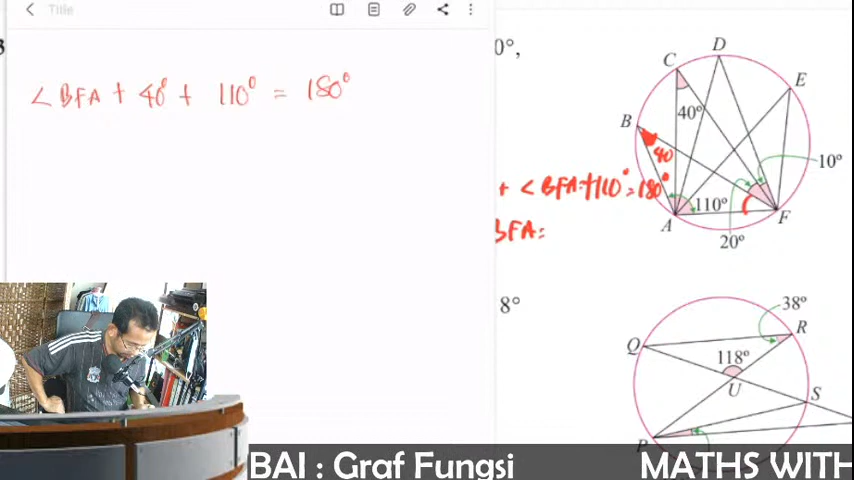 Title
∠BFA + 40° + 110° = 180°
0°,
D
C
E
B
40°
40
10°
+ ∠BFA + 110° = 180°
110°
A
F
20°
BFA =
8°
38°
R
Q
118°
U
S
P
BAI : Graf Fungsi MATHS WITH